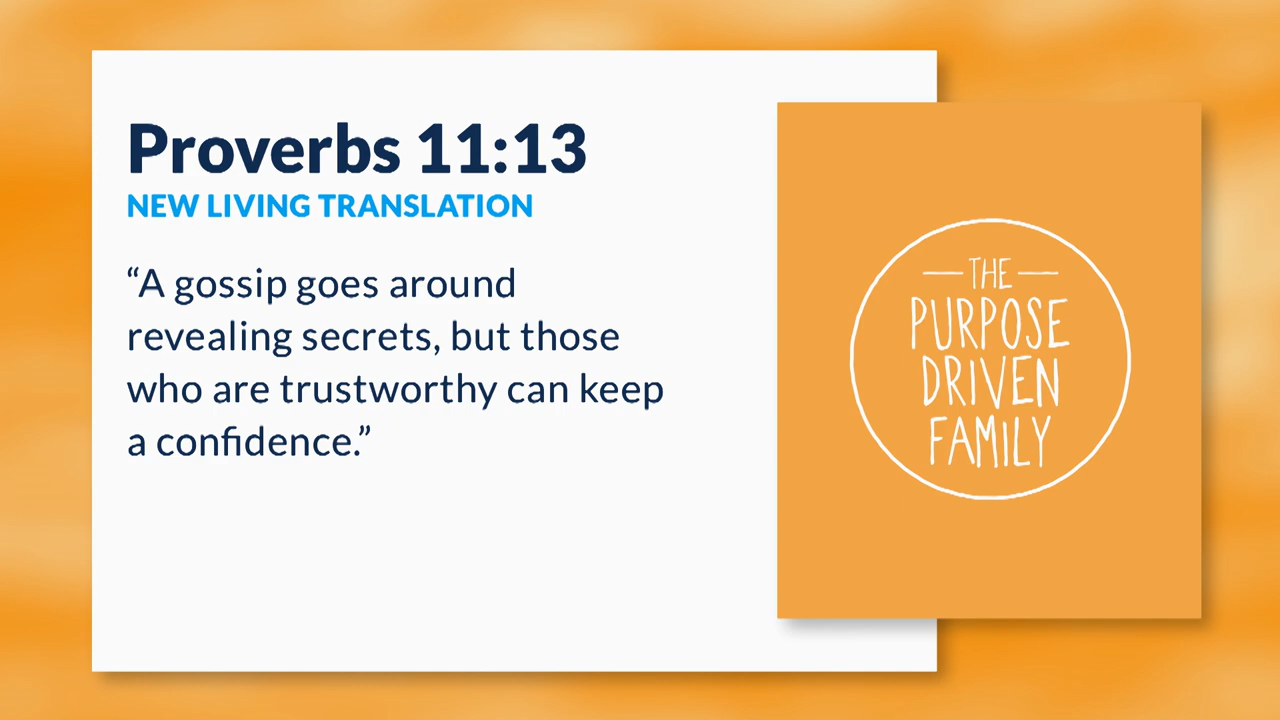 Proverbs 11:13
NEW LIVING TRANSLATION
“A gossip goes around
revealing secrets, but those
who are trustworthy can keep
a confidence.”
THE
PURPOSE
DRIVEN
FAMILY